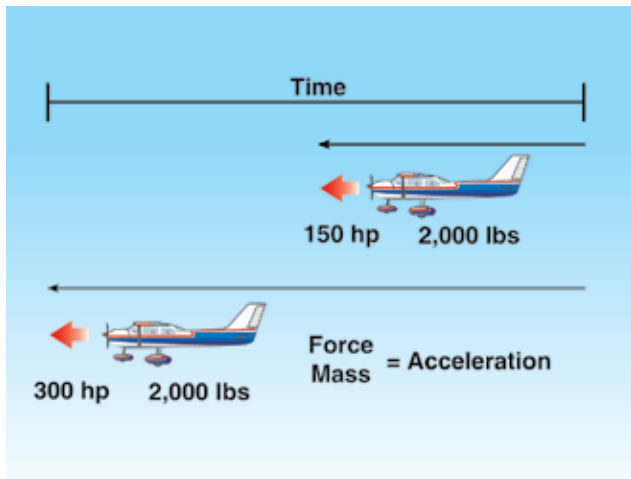 Time
150 hp 2,000 lbs
Force
Mass = Acceleration
300 hp 2,000 lbs